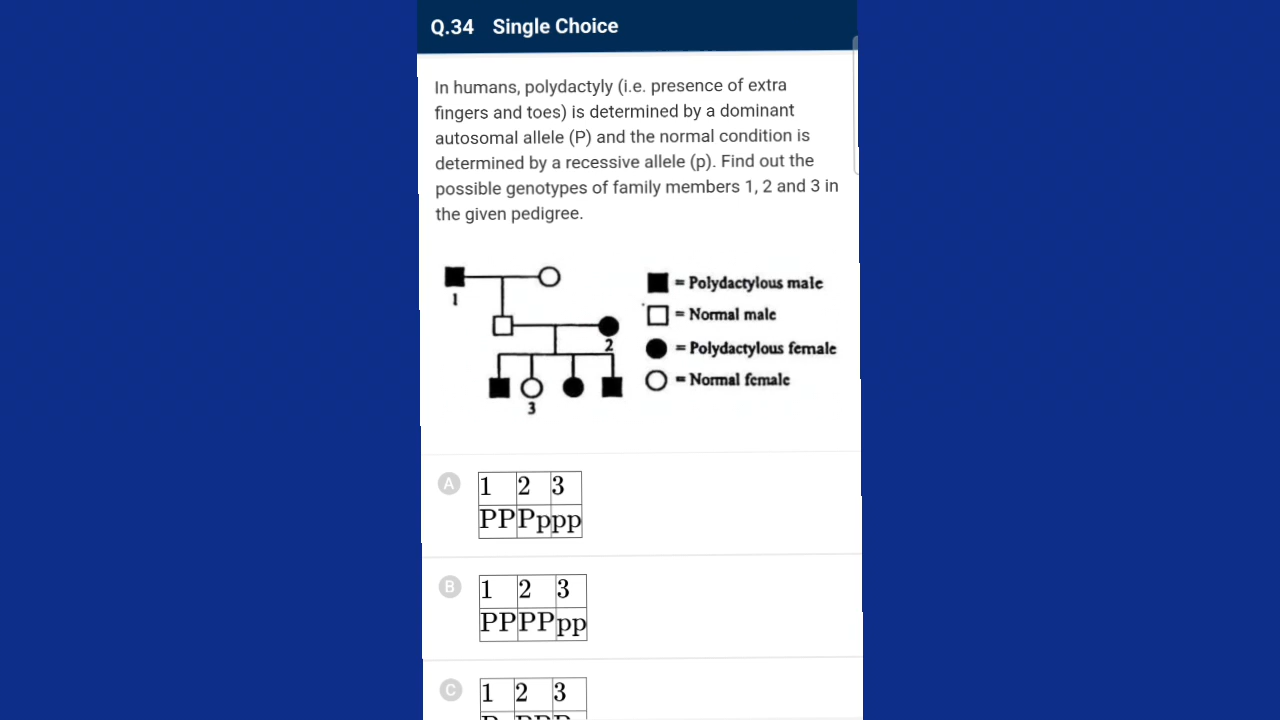 Q.34 Single Choice
In humans, polydactyly (i.e. presence of extra
fingers and toes) is determined by a dominant
autosomal allele (P) and the normal condition is
determined by a recessive allele (p). Find out the
possible genotypes of family members 1, 2 and 3 in
the given pedigree.
1
2
3
= Polydactylous male
= Normal male
= Polydactylous female
= Normal female
A
1 2 3
PP Pp pp
B
1 2 3
PP PP pp
C
1 2 3